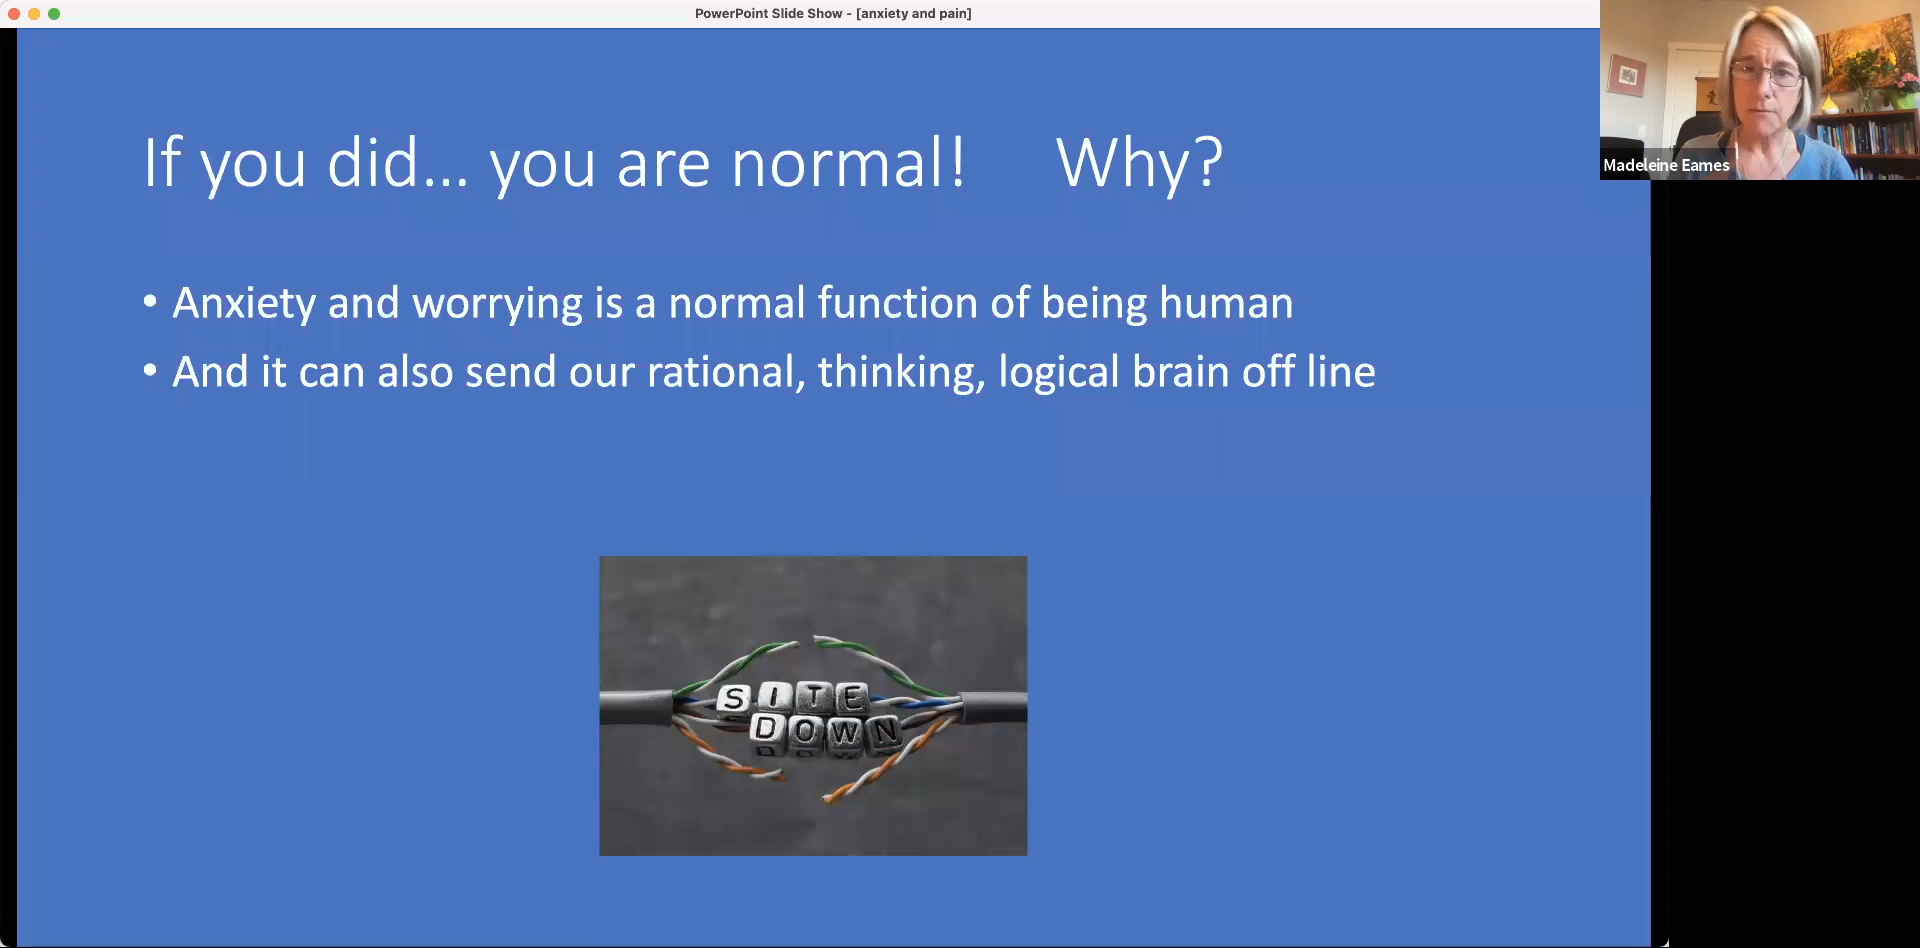 PowerPoint Slide Show - [anxiety and pain]
If you did... you are normal! Why?
• Anxiety and worrying is a normal function of being human
• And it can also send our rational, thinking, logical brain off line
SITE
DOWN
Madeleine Eames